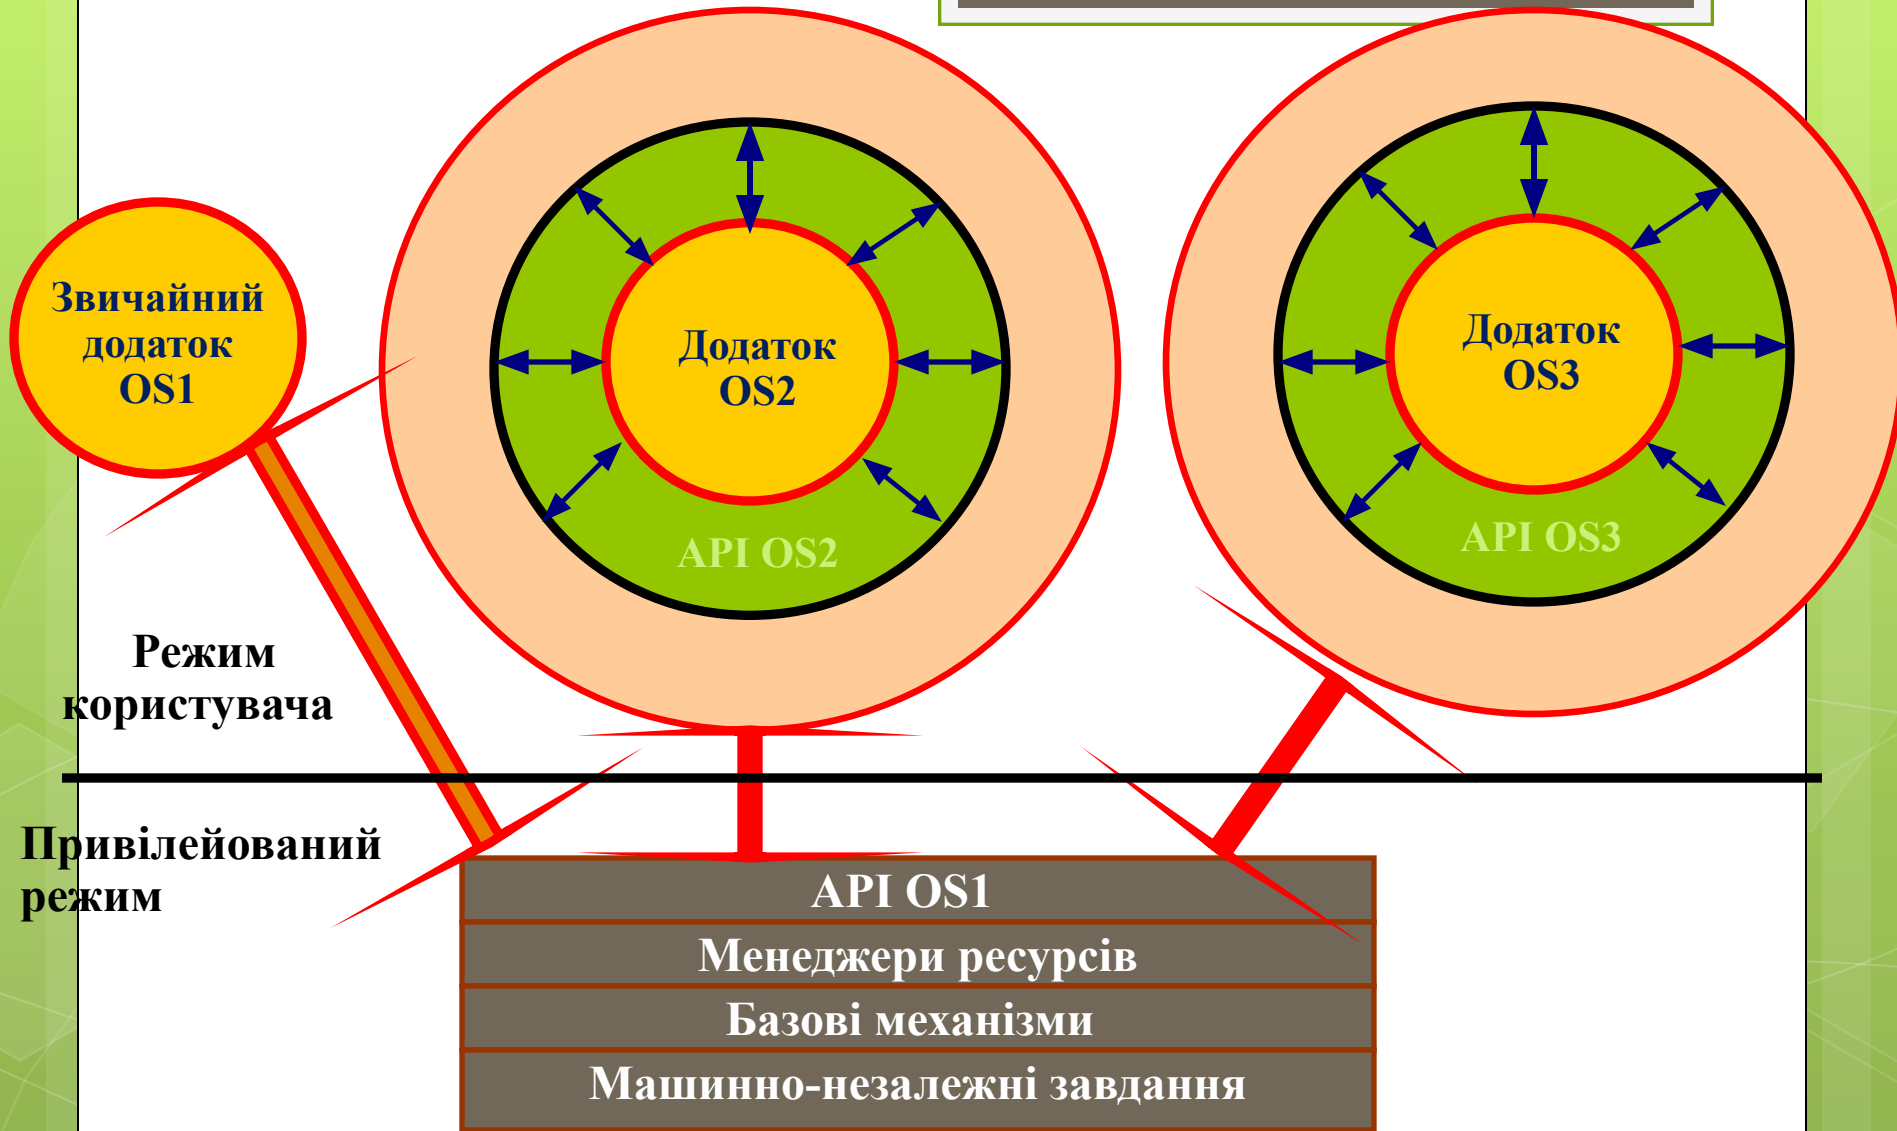 Звичайний
додаток
OS1
Додаток
OS2
API OS2
Додаток
OS3
API OS3
Режим
користувача
Привілейований
режим
API OS1
Менеджери ресурсів
Базові механізми
Машинно-незалежні завдання